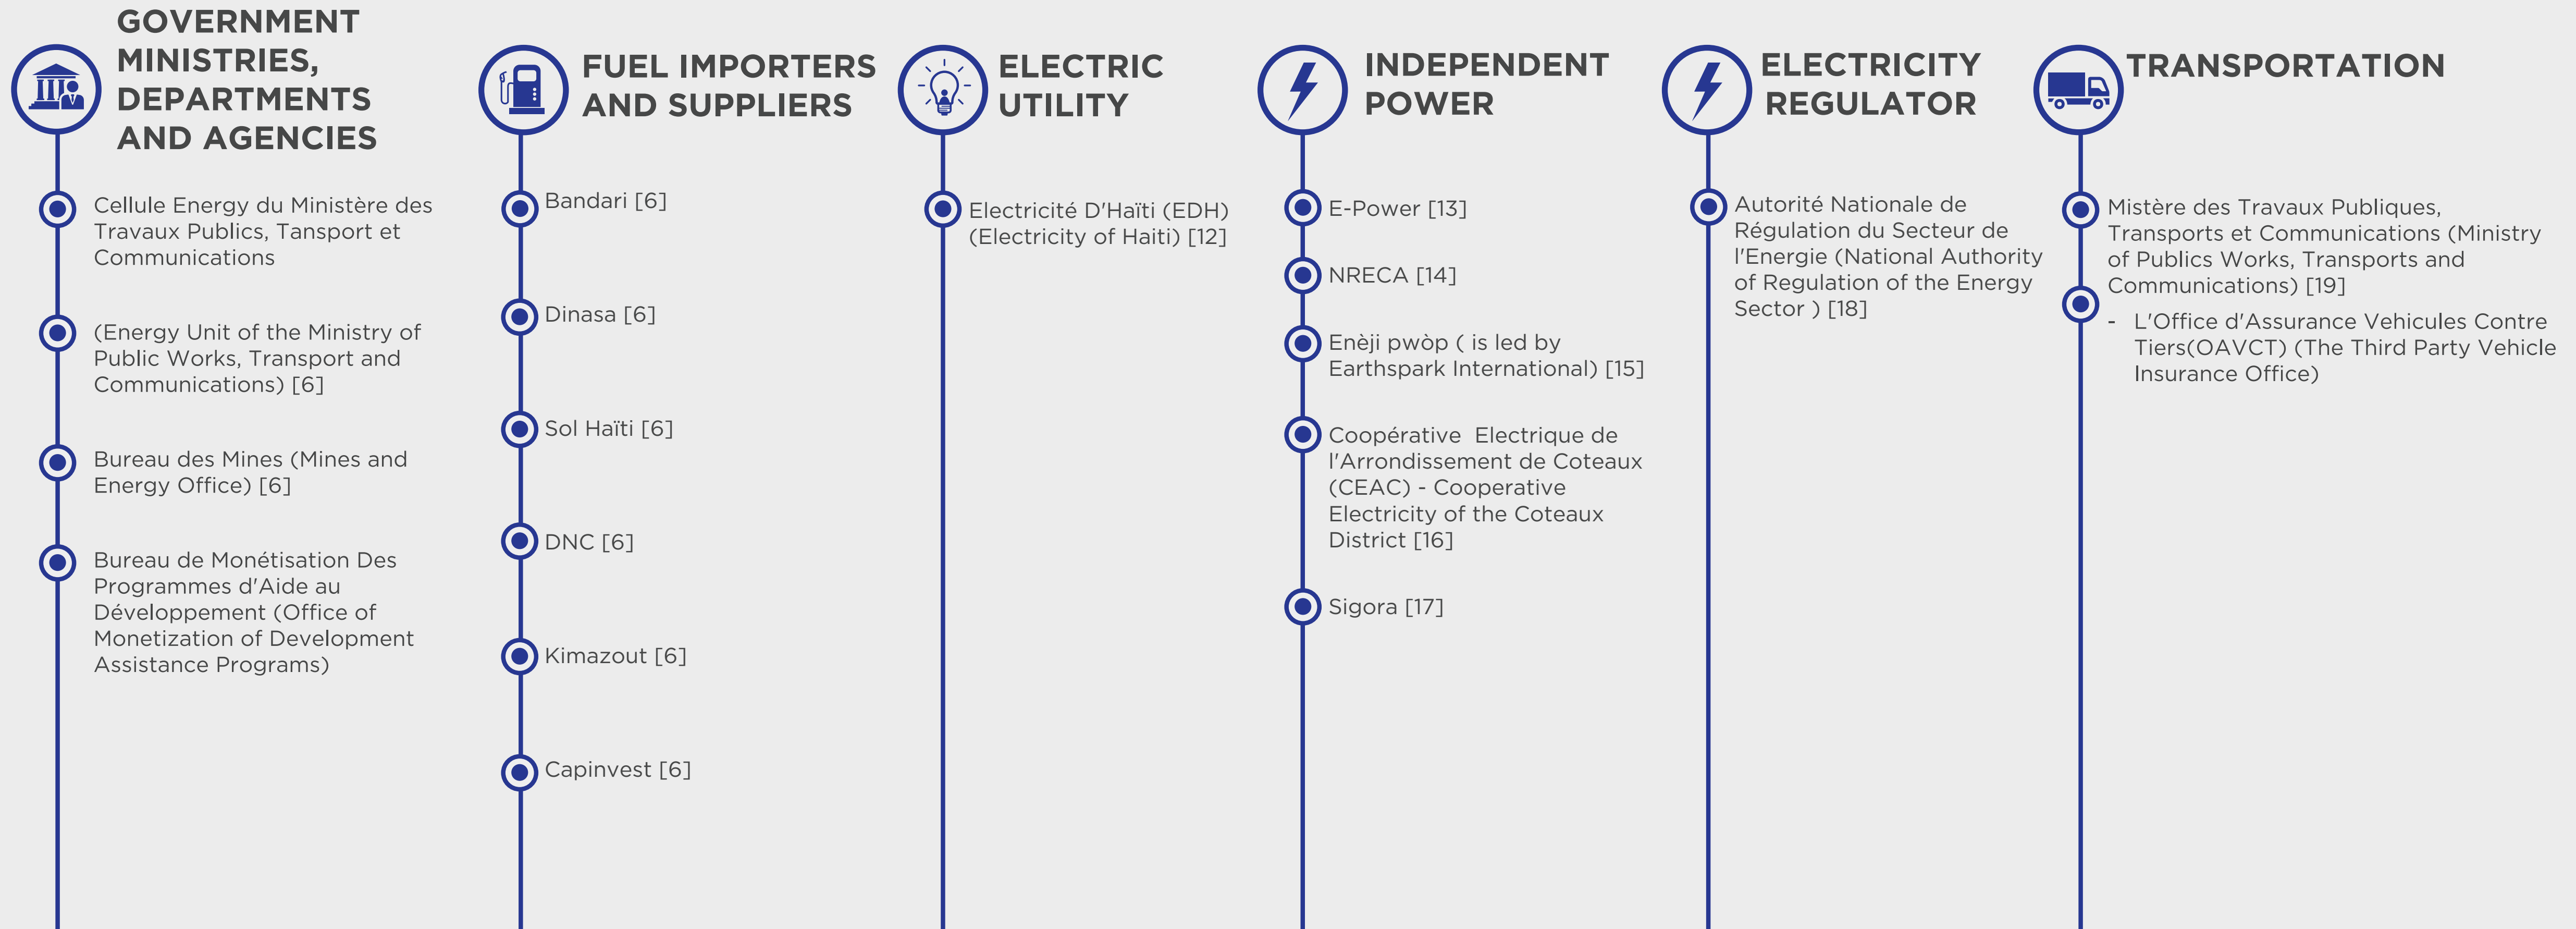 GOVERNMENT
MINISTRIES,
DEPARTMENTS
AND AGENCIES
Cellule Energy du Ministère des
Travaux Publics, Tansport et
Communications
(Energy Unit of the Ministry of
Public Works, Transport and
Communications) [6]
Bureau des Mines (Mines and
Energy Office) [6]
Bureau de Monétisation Des
Programmes d'Aide au
Développement (Office of
Monetization of Development
Assistance Programs)
FUEL IMPORTERS
AND SUPPLIERS
Bandari [6]
Dinasa [6]
Sol Haïti [6]
DNC [6]
Kimazout [6]
Capinvest [6]
ELECTRIC
UTILITY
Electricité D'Haïti (EDH)
(Electricity of Haiti) [12]
INDEPENDENT
POWER
E-Power [13]
NRECA [14]
Enèji pwòp ( is led by
Earthspark International) [15]
Coopérative  Electrique de
l'Arrondissement de Coteaux
(CEAC) - Cooperative
Electricity of the Coteaux
District [16]
Sigora [17]
ELECTRICITY
REGULATOR
Autorité Nationale de
Régulation du Secteur de
l'Energie (National Authority
of Regulation of the Energy
Sector ) [18]
TRANSPORTATION
Mistère des Travaux Publiques,
Transports et Communications (Ministry
of Publics Works, Transports and
Communications) [19]
- L'Office d'Assurance Vehicules Contre
Tiers(OAVCT) (The Third Party Vehicle
Insurance Office)